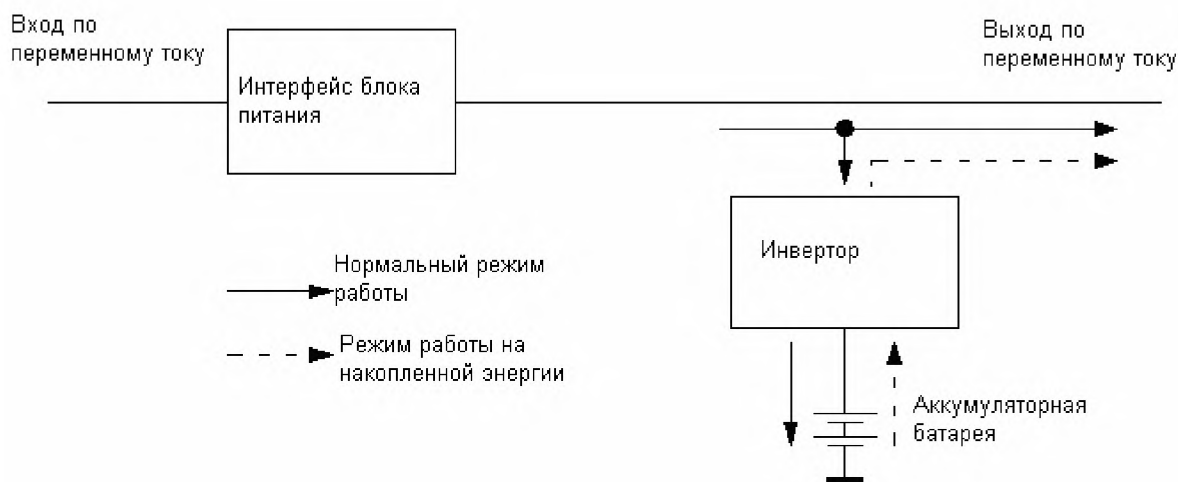 Вход по
переменному току
Интерфейс блока
питания
Выход по
переменному току
Инвертор
Нормальный режим
работы
Режим работы на
накопленной энергии
Аккумуляторная
батарея